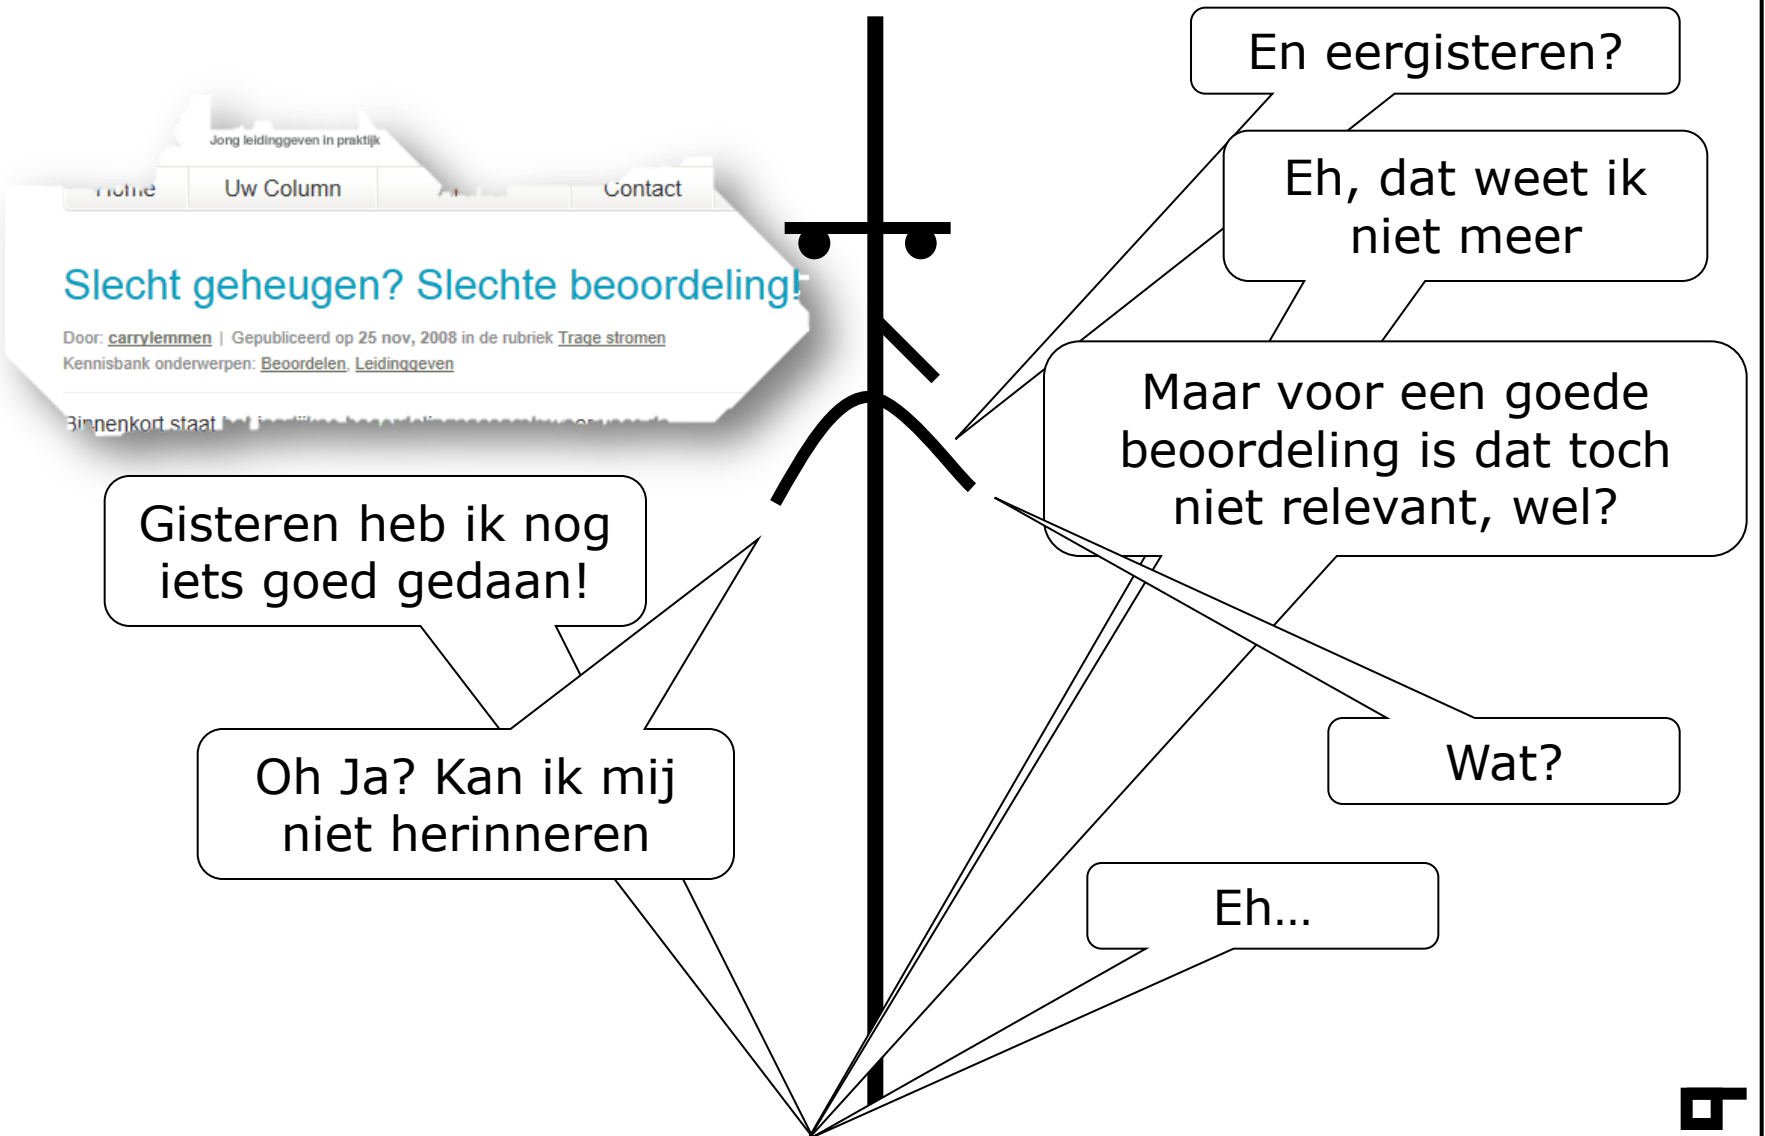 Jong leidinggeven in praktijk
Home Uw Column Contact
Slecht geheugen? Slechte beoordeling!
Door: carrylemmen | Gepubliceerd op 25 nov, 2008 in de rubriek Trage stromen
Kennisbank onderwerpen: Beoordelen, Leidinggeven
Binnenkort staat
Gisteren heb ik nog
iets goed gedaan!
Oh Ja? Kan ik mij
niet herinneren
En eergisteren?
Eh, dat weet ik
niet meer
Maar voor een goede
beoordeling is dat toch
niet relevant, wel?
Wat?
Eh...